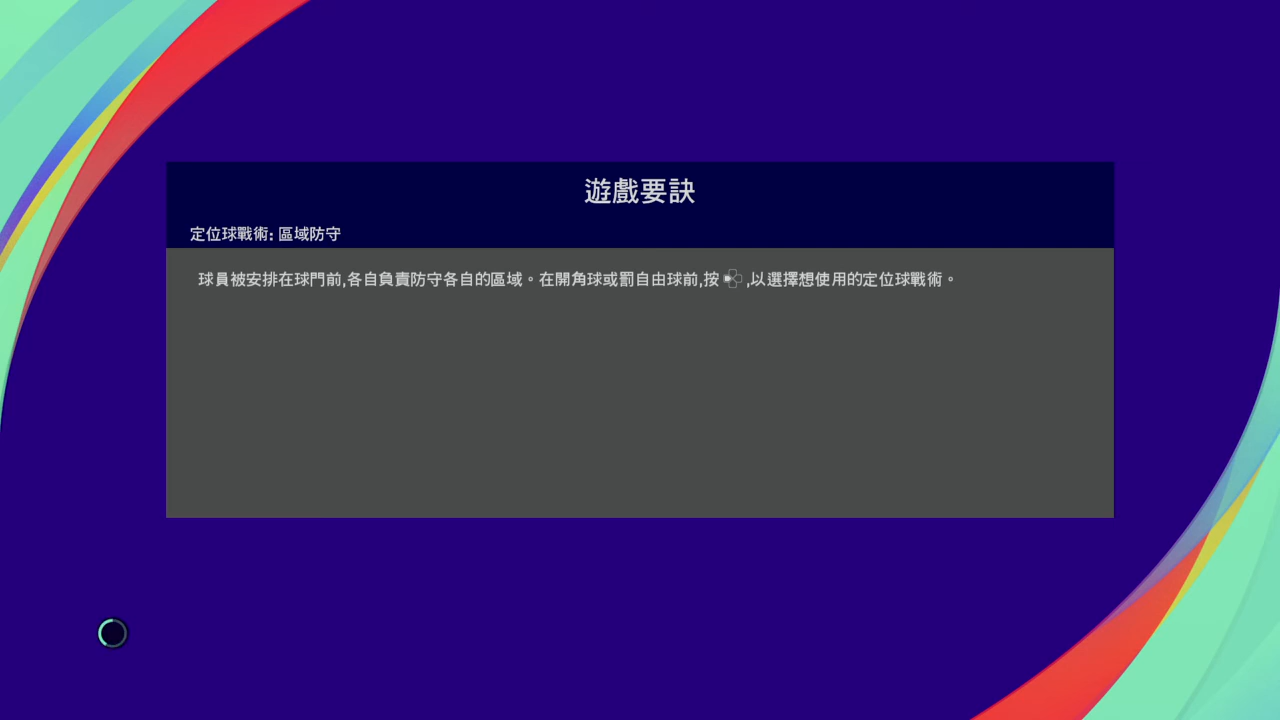 遊戲要訣
定位球戰術: 區域防守
球員被安排在球門前,各自負責防守各自的區域。在開角球或罰自由球前,按 ,以選擇想使用的定位球戰術。